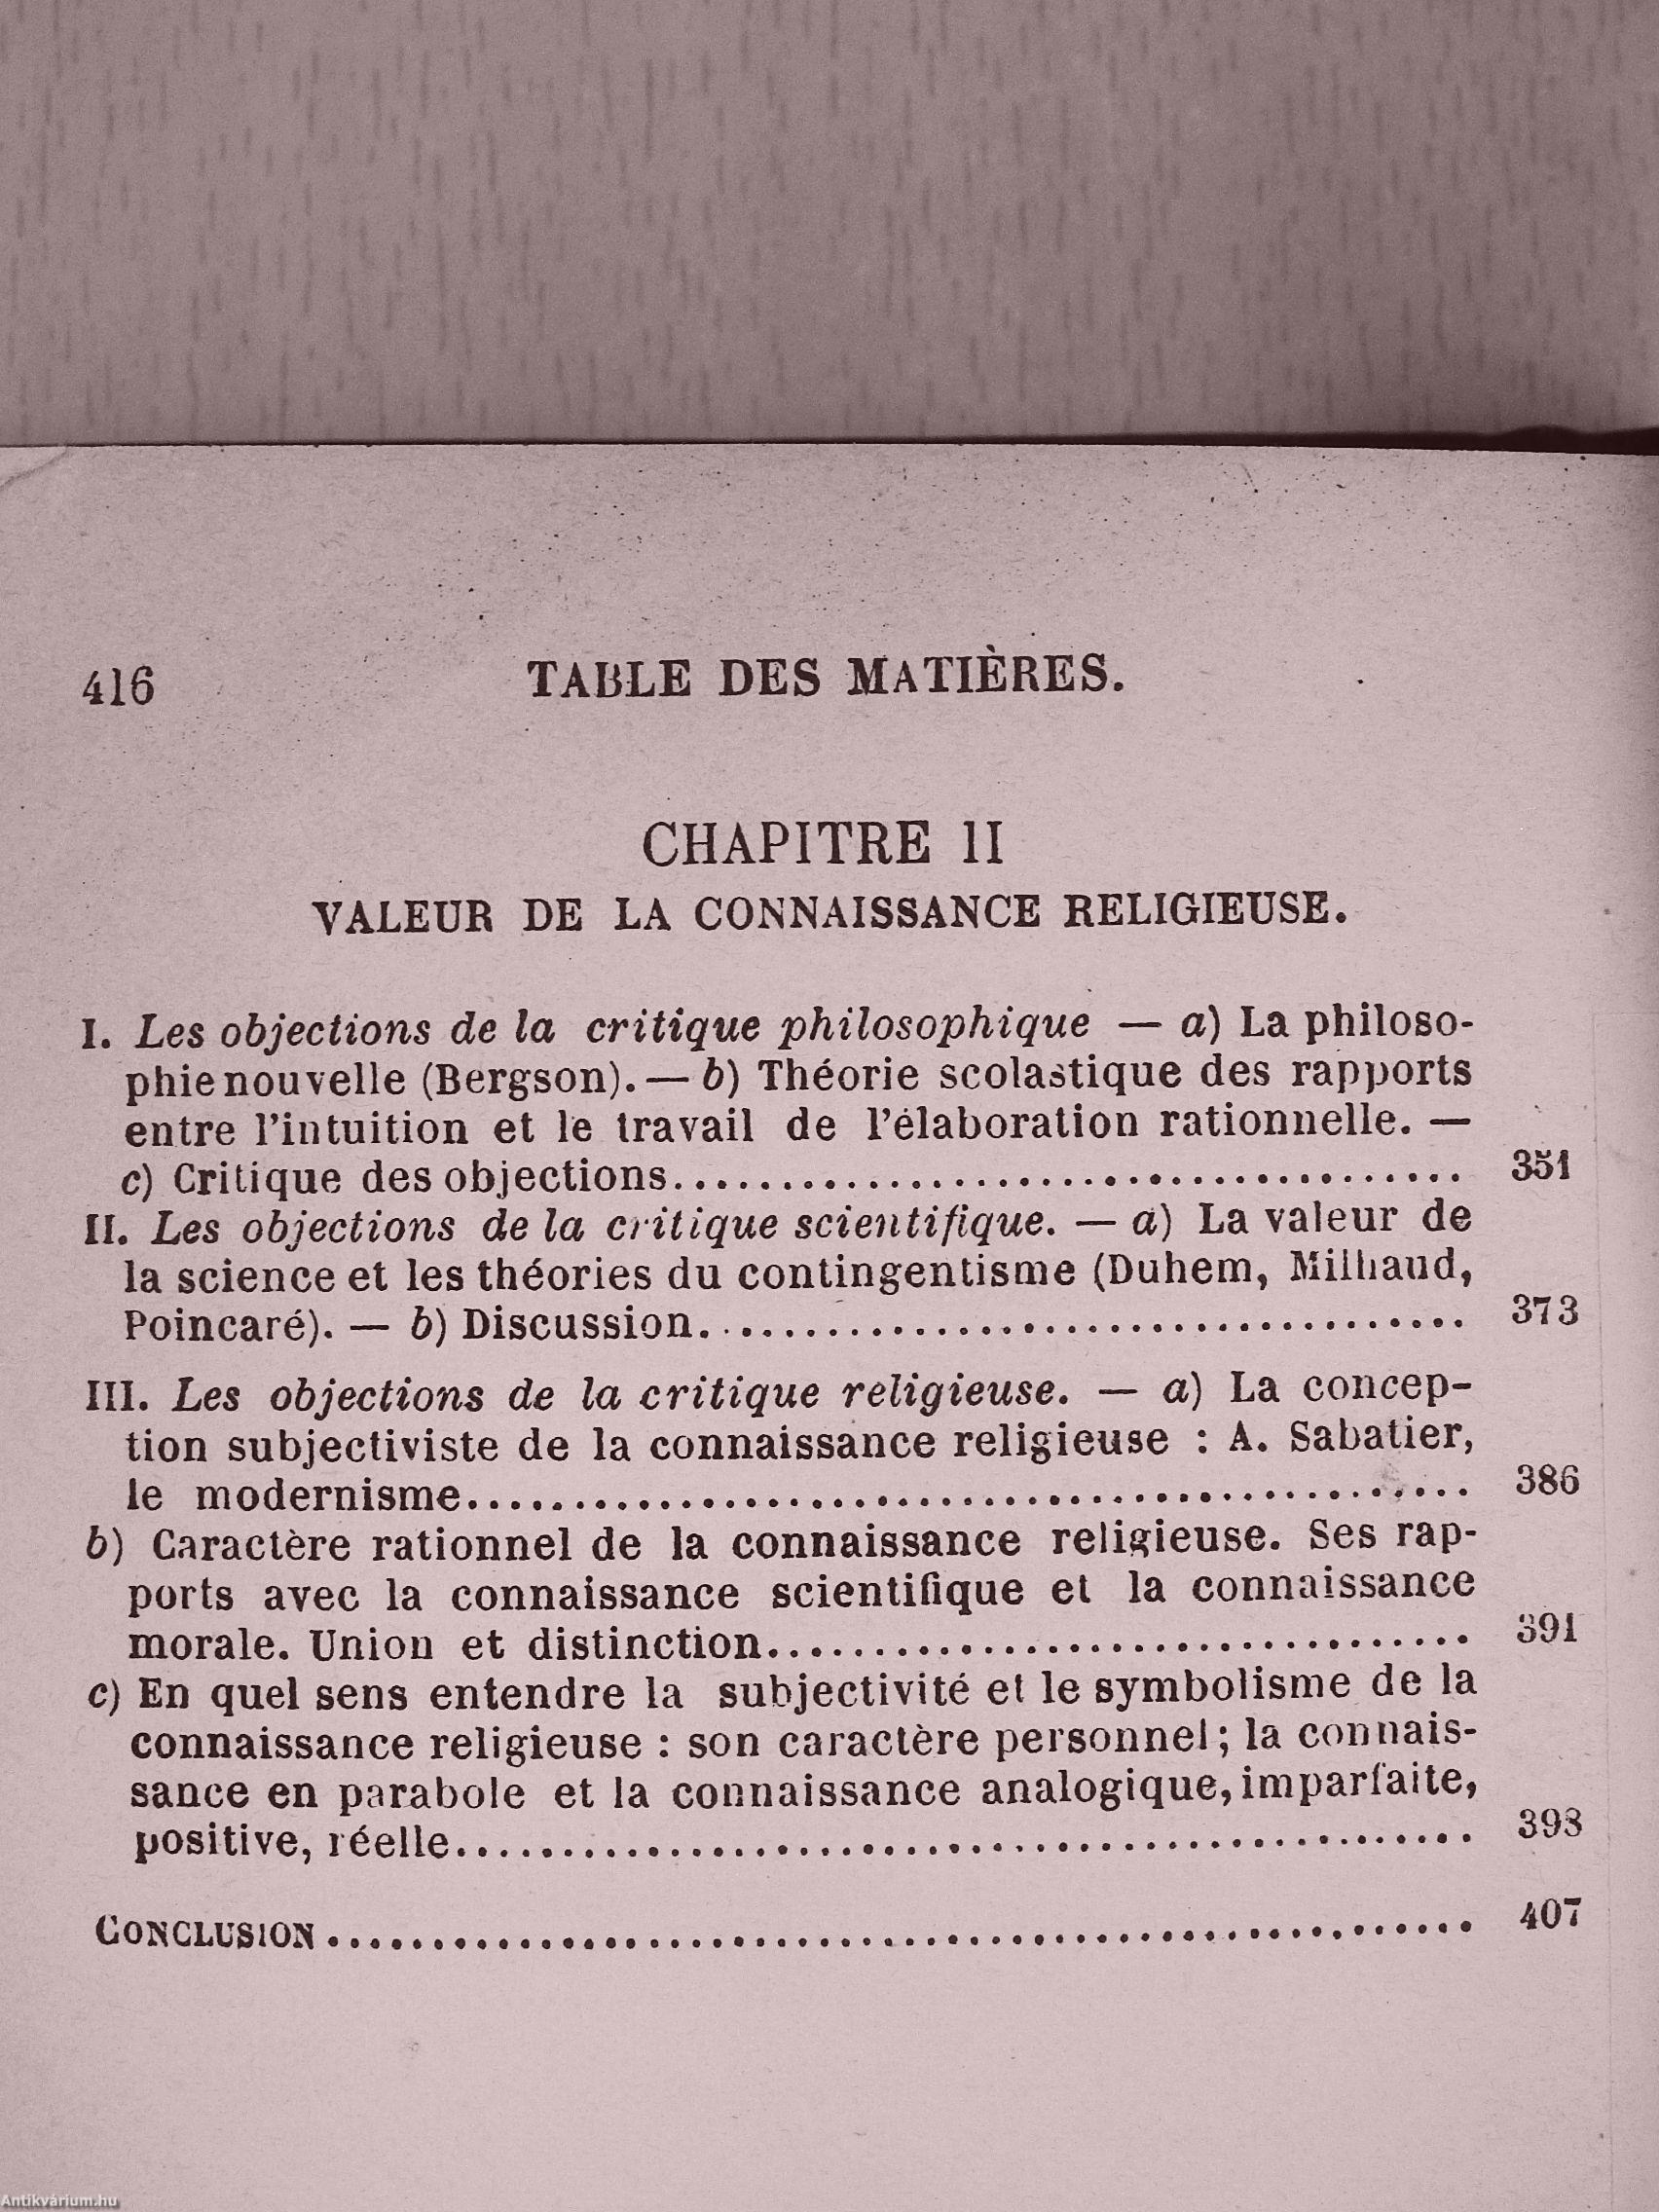 416 TABLE DES MATIÈRES.
CHAPITRE II
VALEUR DE LA CONNAISSANCE RELIGIEUSE.
I. Les objections de la critique philosophique — a) La philoso-
phie nouvelle (Bergson). — b) Théorie scolastique des rapports
entre l'intuition et le travail de l'élaboration rationnelle. —
c) Critique des objections.................................... 351
II. Les objections de la critique scientifique. — a) La valeur de
la science et les théories du contingentisme (Duhem, Milhaud,
Poincaré). — b) Discussion.................................... 373
III. Les objections de la critique religieuse. — a) La concep-
tion subjectiviste de la connaissance religieuse : A. Sabatier,
le modernisme.................................... 386
b) Caractère rationnel de la connaissance religieuse. Ses rap-
ports avec la connaissance scientifique et la connaissance
morale. Union et distinction.................................... 391
c) En quel sens entendre la subjectivité et le symbolisme de la
connaissance religieuse : son caractère personnel ; la connais-
sance en parabole et la connaissance analogique, imparfaite,
positive, réelle.................................... 398
CONCLUSION.................................... 407
Antikvárium.hu